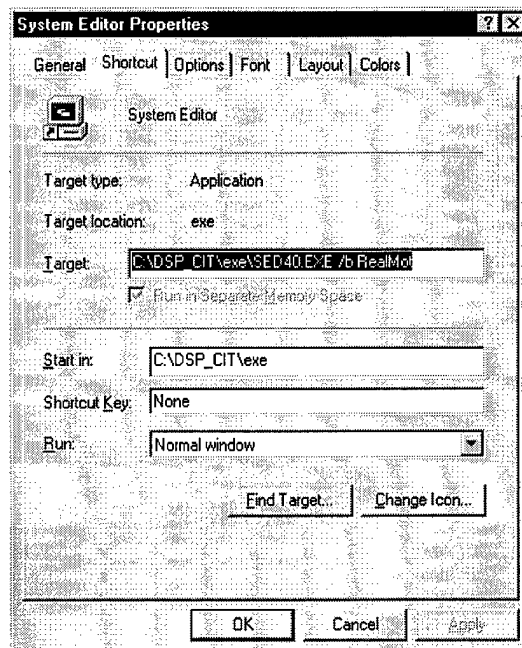 System Editor Properties
General Shortcut Options Font Layout Colors
System Editor
Target type: Application
Target location: exe
Target: C:\DSP_CIT\exe\SED40.EXE /b RealMot
Run in Separate Memory Space
Start in: C:\DSP_CIT\exe
Shortcut Key: None
Run: Normal window
Find Target... Change Icon...
OK Cancel Apply